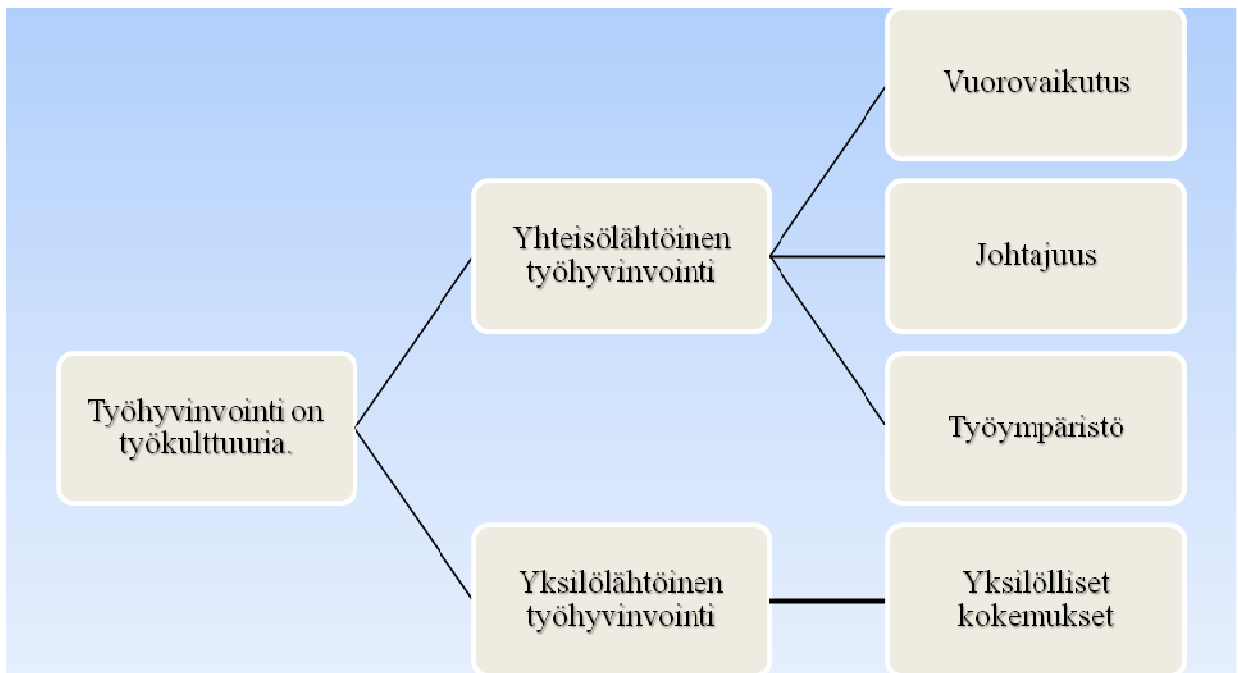 Vuorovaikutus
Yhteisölähtöinen
työhyvinvointi
Johtajuus
Työhyvinvointi on
työkulttuuria.
Työympäristö
Yksilölähtöinen
työhyvinvointi
Yksilölliset
kokemukset